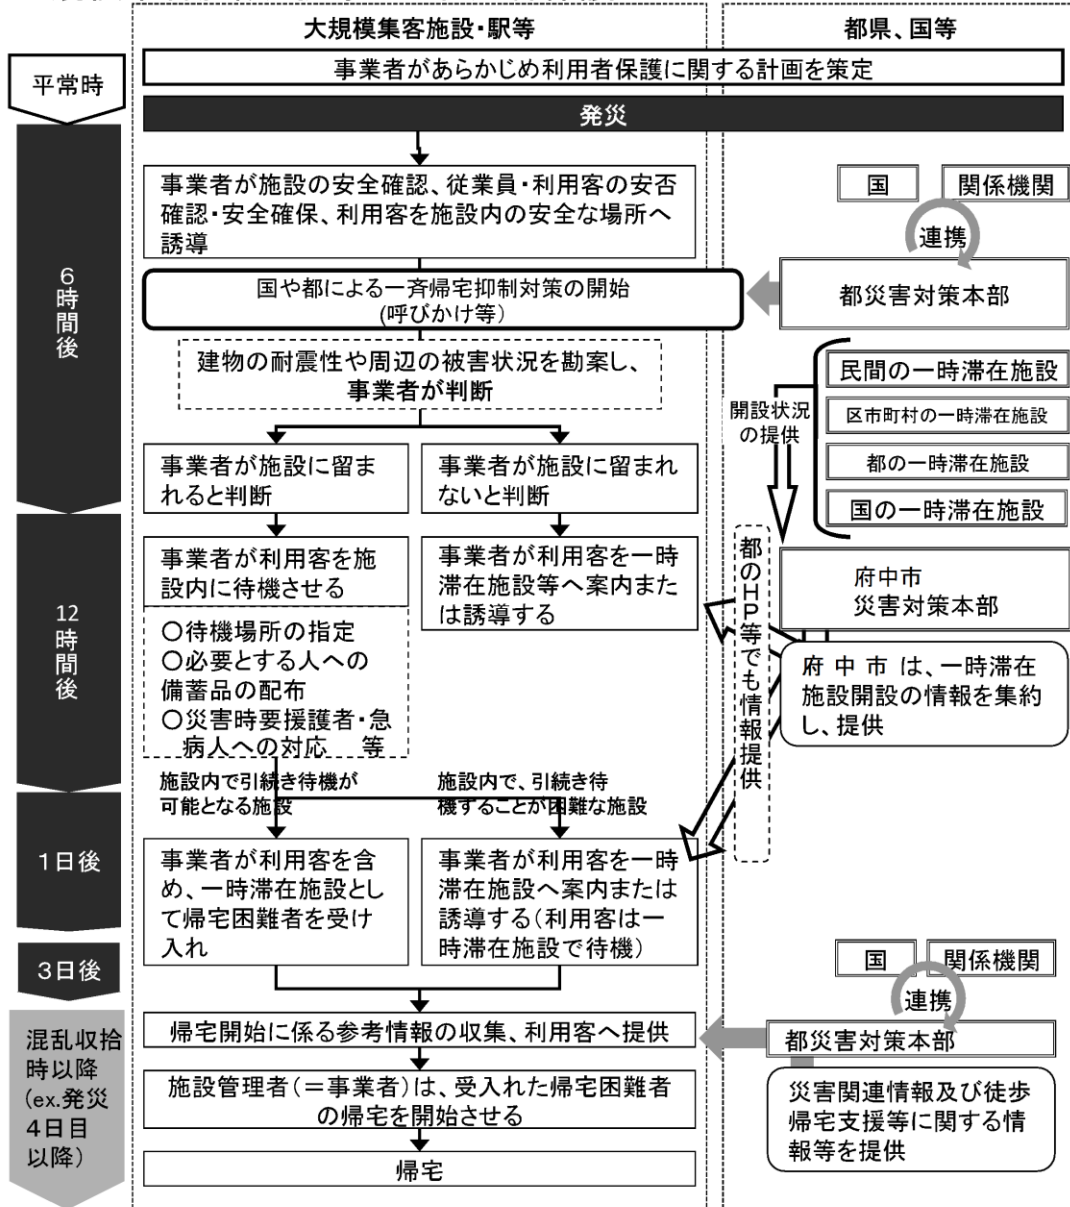 大規模集客施設・駅等
都県、国等
平常時
事業者があらかじめ利用者保護に関する計画を策定
発災
6時間後
事業者が施設の安全確認、従業員・利用客の安否
確認・安全確保、利用客を施設内の安全な場所へ
誘導
国
関係機関
連携
都災害対策本部
国や都による一斉帰宅抑制対策の開始
(呼びかけ等)
建物の耐震性や周辺の被害状況を勘案し、
事業者が判断
民間の一時滞在施設
区市町村の一時滞在施設
都の一時滞在施設
国の一時滞在施設
開設状況
の提供
事業者が施設に留ま
れると判断
事業者が施設に留まれ
ないと判断
12時間後
事業者が利用客を施
設内に待機させる
事業者が利用客を一時
滞在施設等へ案内また
は誘導する
○待機場所の指定
○必要とする人への
備蓄品の配布
○災害時要援護者・急
病人への対応 等
都のHP等でも情報提供
府中市
災害対策本部
府中市は、一時滞在
施設開設の情報を集約
し、提供
施設内で引続き待機が
可能となる施設
施設内で、引続き待
機することが困難な施設
1日後
事業者が利用客を含
め、一時滞在施設とし
て帰宅困難者を受け
入れ
事業者が利用客を一時
滞在施設へ案内または
誘導する(利用客は一
時滞在施設で待機)
3日後
国
関係機関
連携
都災害対策本部
混乱収拾
時以降
(ex.発災
4日目
以降)
帰宅開始に係る参考情報の収集、利用客へ提供
施設管理者(=事業者)は、受入れた帰宅困難者
の帰宅を開始させる
帰宅
災害関連情報及び徒歩
帰宅支援等に関する情
報等を提供